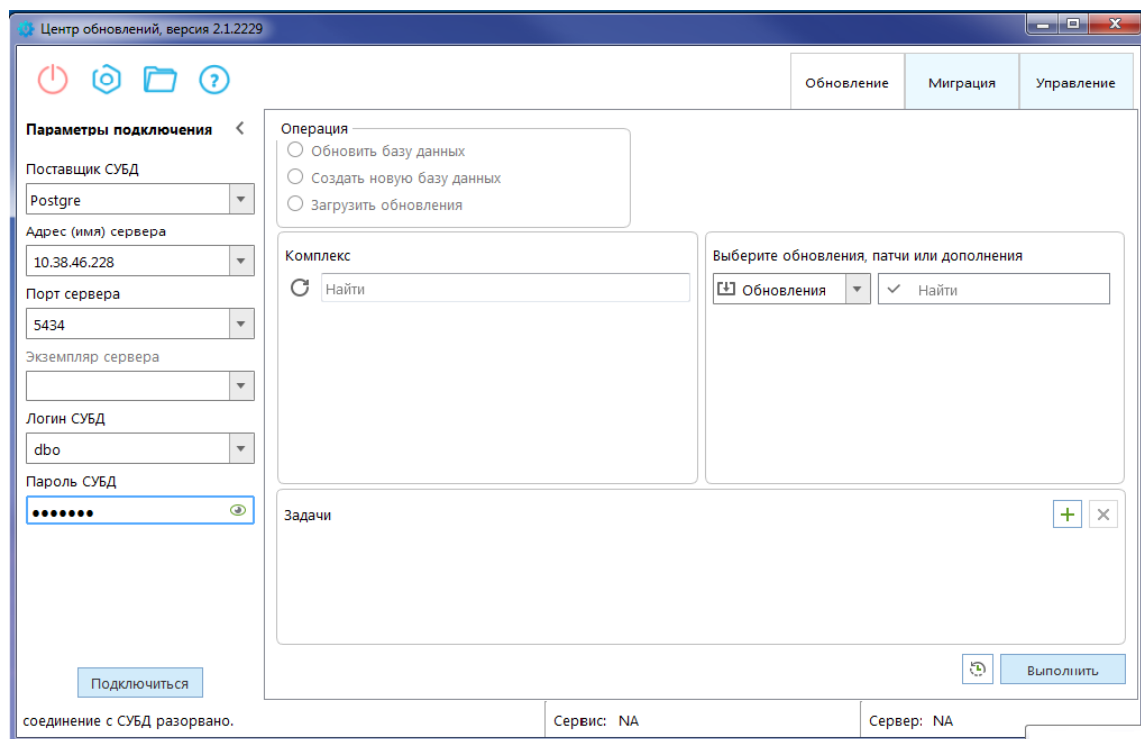 Центр обновлений, версия 2.1.2229
Обновление
Миграция
Управление
Параметры подключения
Поставщик СУБД
Postgre
Адрес (имя) сервера
10.38.46.228
Порт сервера
5434
Экземпляр сервера
Логин СУБД
dbo
Пароль СУБД
•••••••
Подключиться
Операция
Обновить базу данных
Создать новую базу данных
Загрузить обновления
Комплекс
Найти
Выберите обновления, патчи или дополнения
Обновления
Найти
Задачи
Выполнить
соединение с СУБД разорвано.
Сервис: NA
Сервер: NA